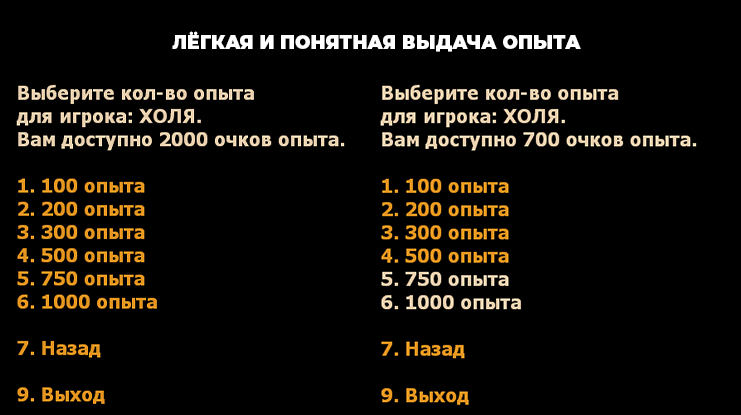 ЛЁГКАЯ И ПОНЯТНАЯ ВЫДАЧА ОПЫТА
Выберите кол-во опыта
для игрока: ХОЛЯ.
Вам доступно 2000 очков опыта.
1. 100 опыта
2. 200 опыта
3. 300 опыта
4. 500 опыта
5. 750 опыта
6. 1000 опыта
7. Назад
9. Выход
Выберите кол-во опыта
для игрока: ХОЛЯ.
Вам доступно 700 очков опыта.
1. 100 опыта
2. 200 опыта
3. 300 опыта
4. 500 опыта
5. 750 опыта
6. 1000 опыта
7. Назад
9. Выход